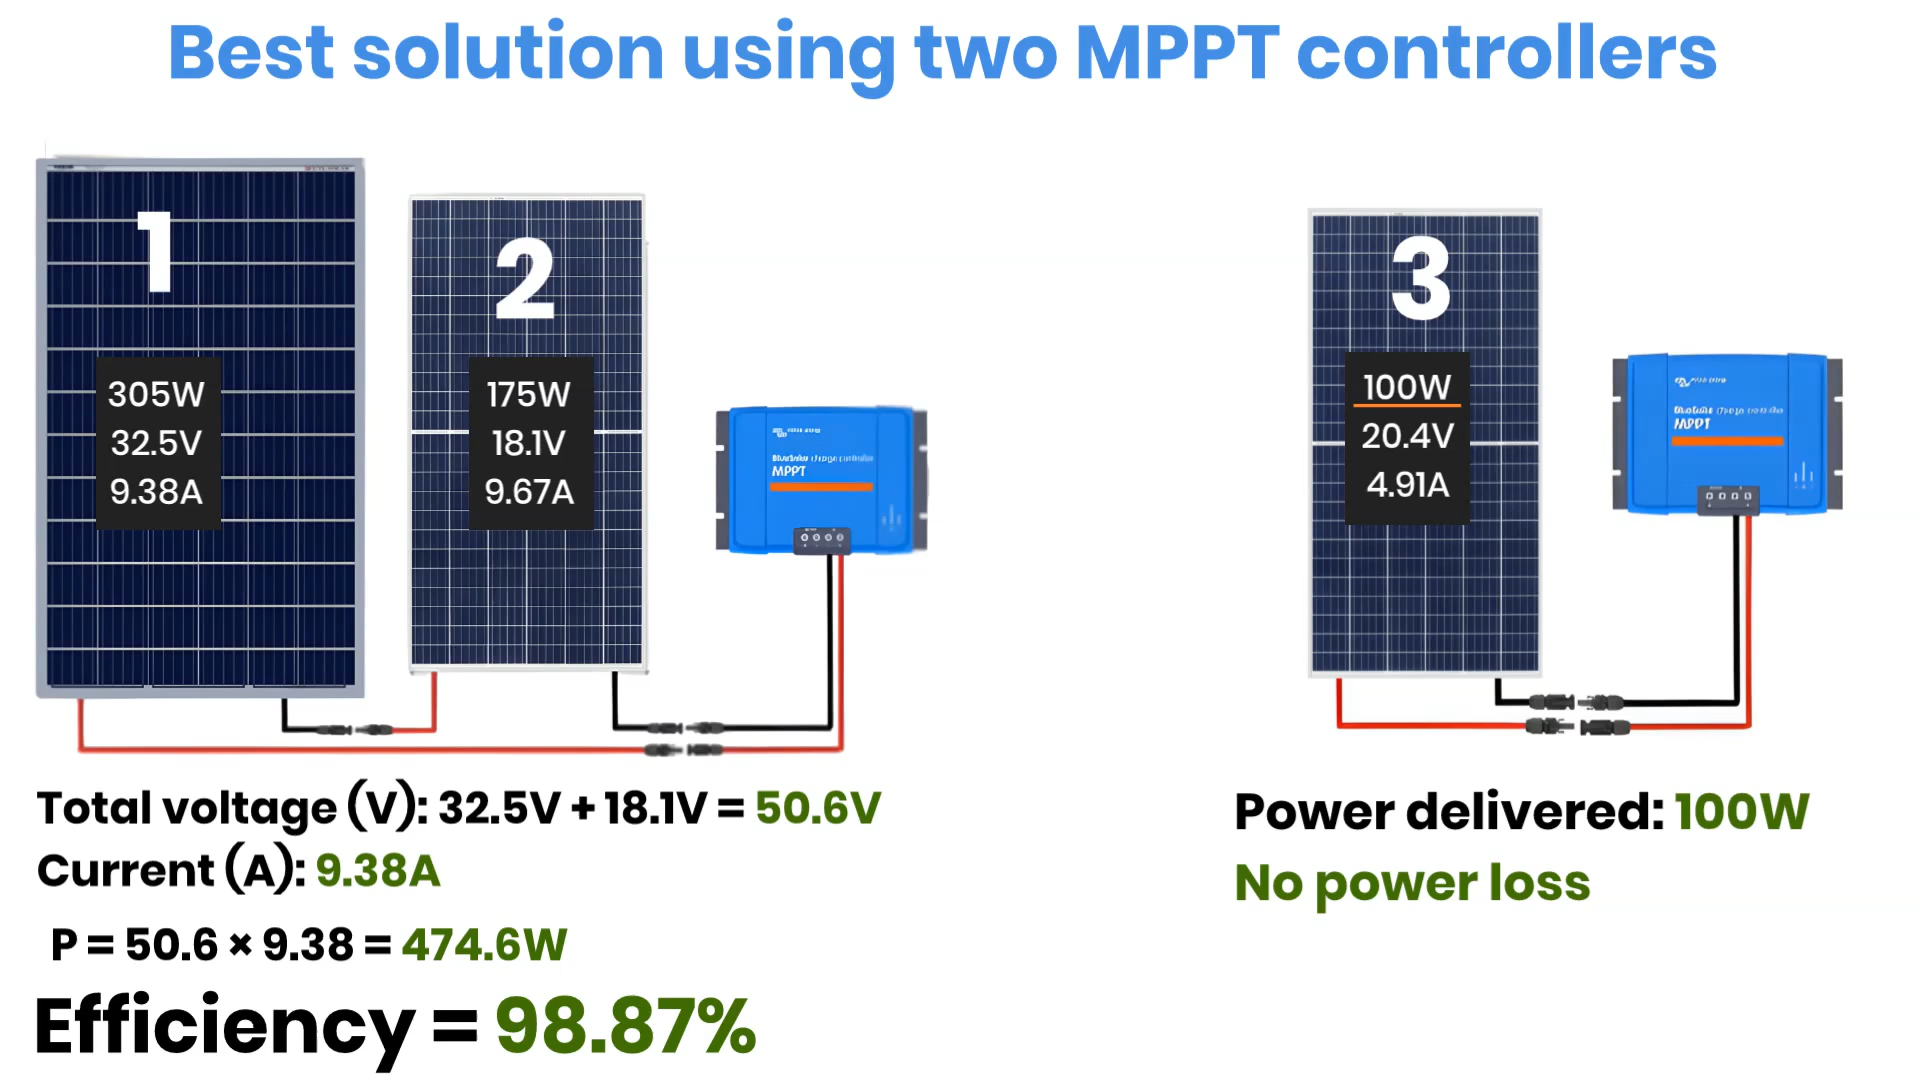 Best solution using two MPPT controllers
1
305W
32.5V
9.38A
2
175W
18.1V
9.67A
MPPT
3
100W
20.4V
4.91A
MPPT
Total voltage (V): 32.5V + 18.1V = 50.6V
Current (A): 9.38A
P = 50.6 × 9.38 = 474.6W
Efficiency = 98.87%
Power delivered: 100W
No power loss